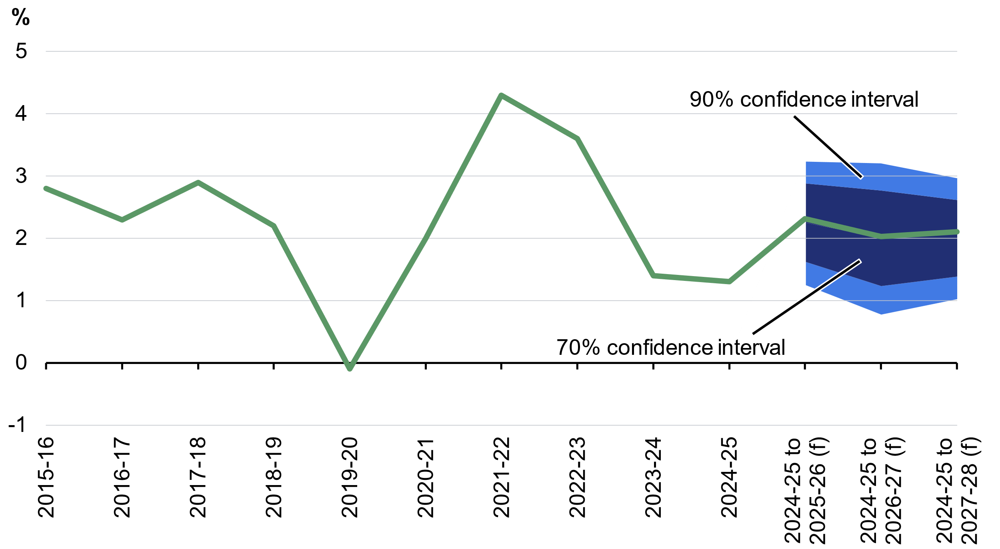 %
5
4
3
2
1
0
-1
90% confidence interval
70% confidence interval
2015-16
2016-17
2017-18
2018-19
2019-20
2020-21
2021-22
2022-23
2023-24
2024-25
2024-25 to
2025-26 (f)
2024-25 to
2026-27 (f)
2024-25 to
2027-28 (f)